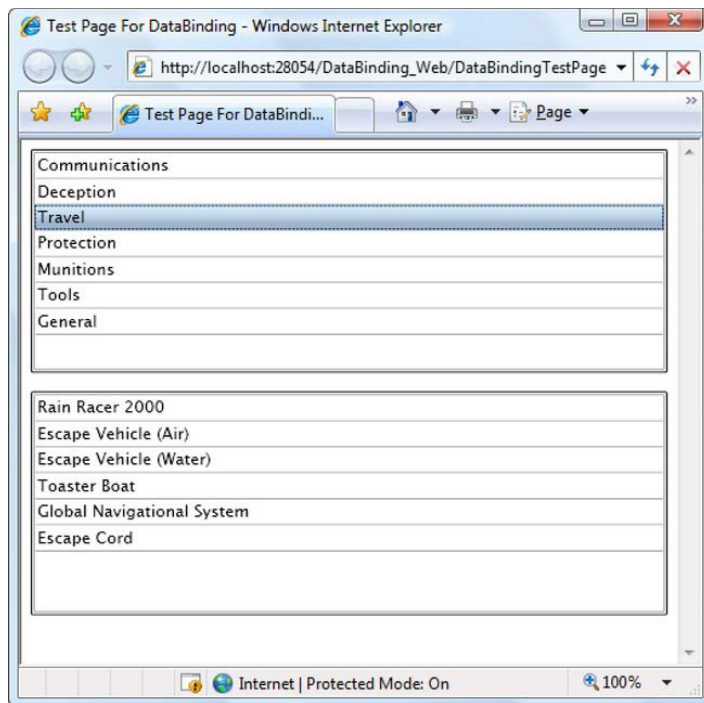 Test Page For DataBinding - Windows Internet Explorer
http://localhost:28054/DataBinding_Web/DataBindingTestPage
Test Page For DataBindi...
Page
Communications
Deception
Travel
Protection
Munitions
Tools
General
Rain Racer 2000
Escape Vehicle (Air)
Escape Vehicle (Water)
Toaster Boat
Global Navigational System
Escape Cord
Internet | Protected Mode: On
100%